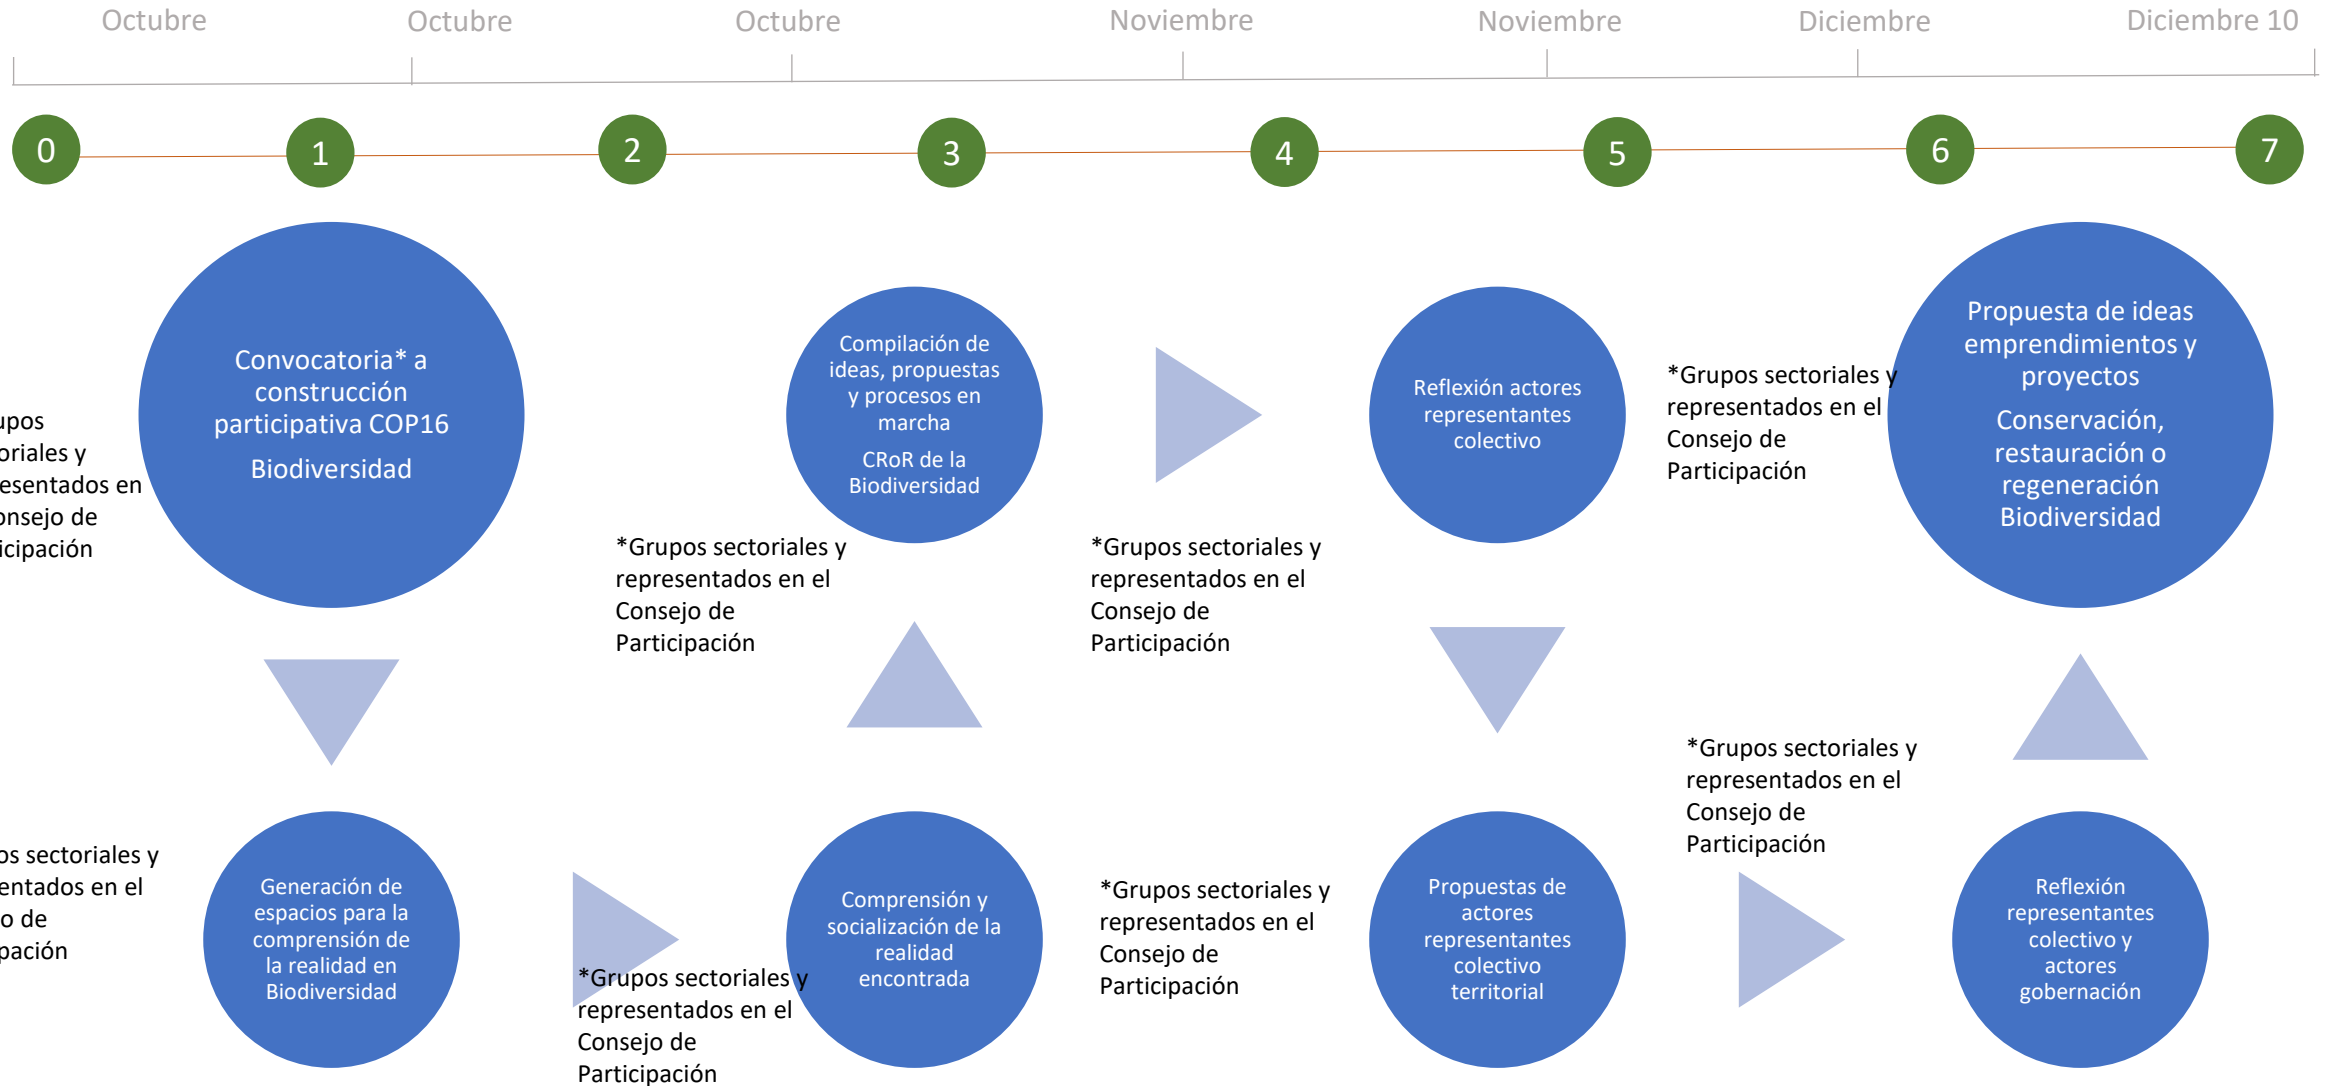 Octubre
Octubre
Octubre
Noviembre
Noviembre
Diciembre
Diciembre 10
0
1
2
3
4
5
6
7
Convocatoria* a
construcción
participativa COP16
Biodiversidad
Compilación de
ideas, propuestas
y procesos en
marcha
CRoR de la
Biodiversidad
Reflexión actores
representantes
colectivo
*Grupos sectoriales y
representados en el
Consejo de
Participación
Propuesta de ideas
emprendimientos y
proyectos
Conservación,
restauración o
regeneración
Biodiversidad
upos
oriales y
resentados en
onsejo de
ticipación
*Grupos sectoriales y
representados en el
Consejo de
Participación
*Grupos sectoriales y
representados en el
Consejo de
Participación
*Grupos sectoriales y
representados en el
Consejo de
Participación
os sectoriales y
entados en el
o de
ipación
Generación de
espacios para la
comprensión de
la realidad en
Biodiversidad
*Grupos sectoriales y
representados en el
Consejo de
Participación
Comprensión y
socialización de la
realidad
encontrada
*Grupos sectoriales y
representados en el
Consejo de
Participación
Propuestas de
actores
representantes
colectivo
territorial
Reflexión
representantes
colectivo y
actores
gobernación